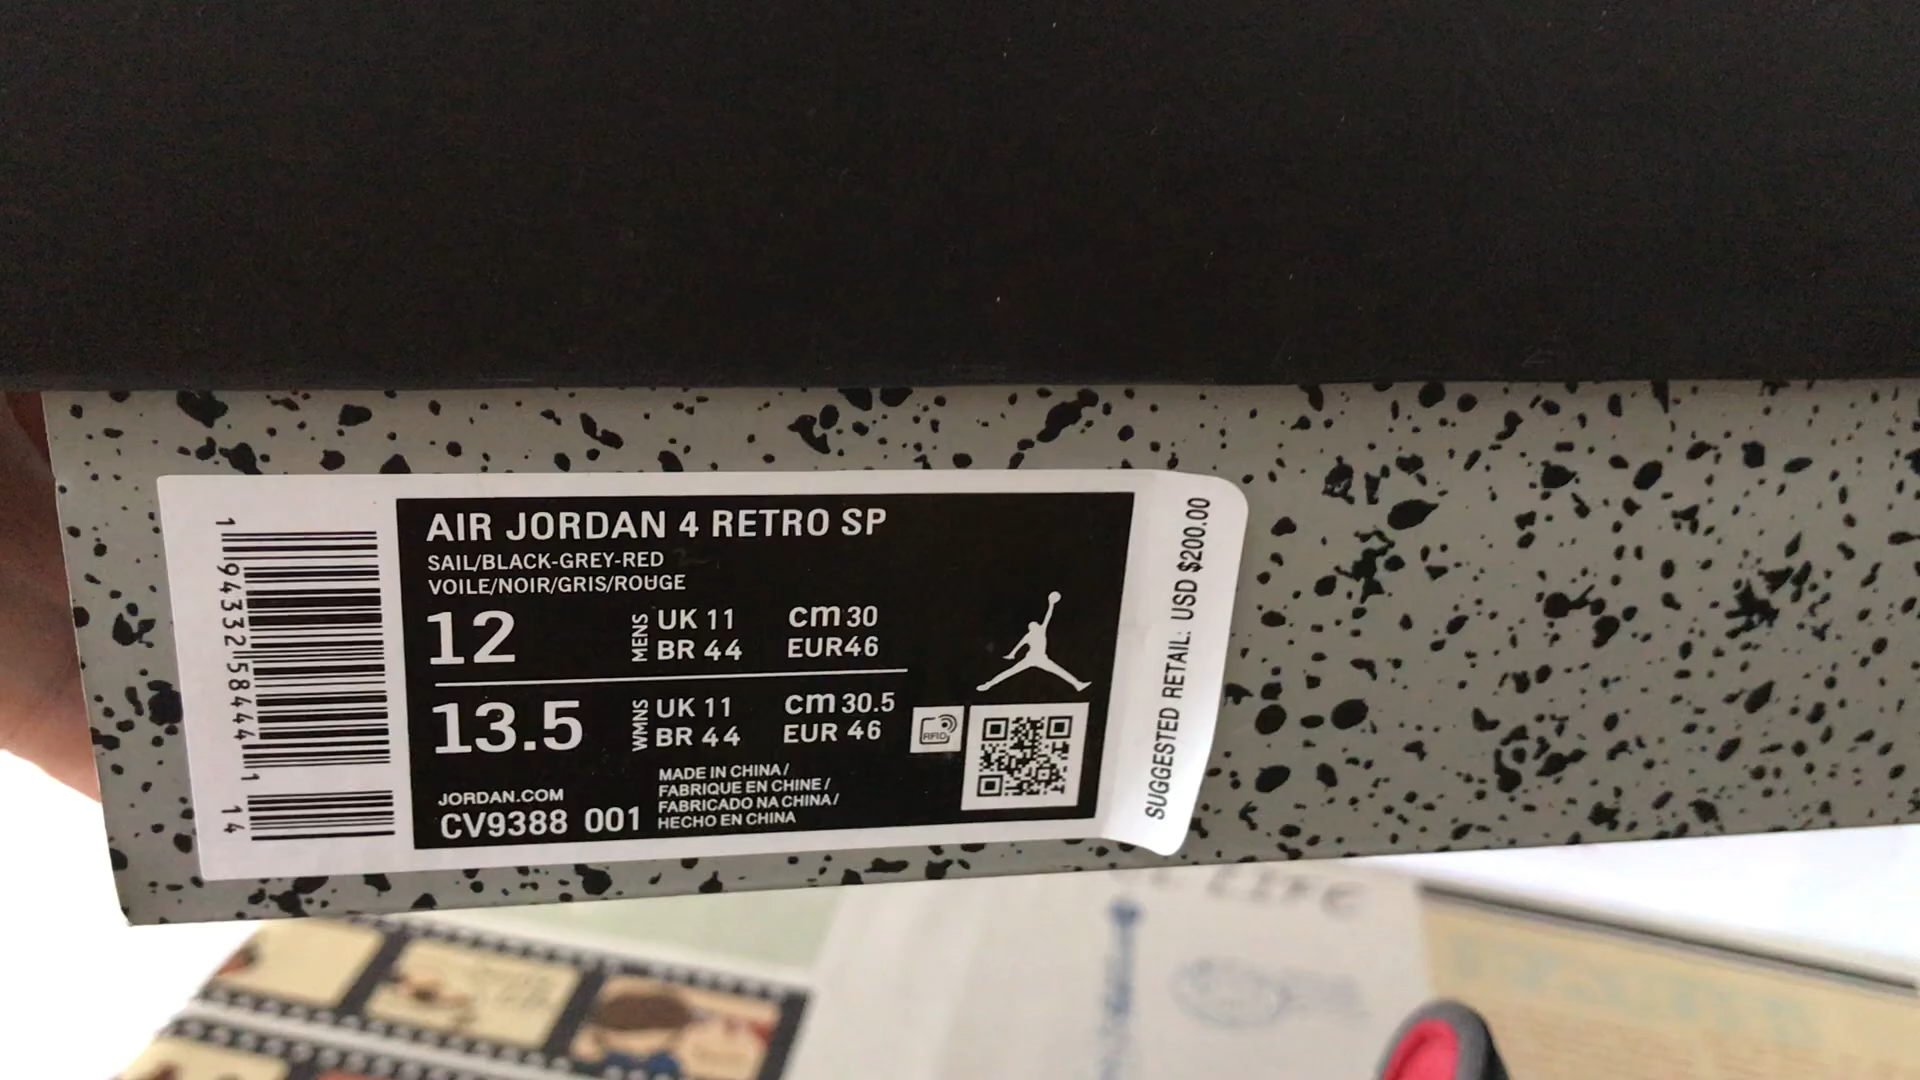 AIR JORDAN 4 RETRO SP
SAIL/BLACK-GREY-RED
VOILE/NOIR/GRIS/ROUGE
12 MENS UK 11 cm 30
BR 44 EUR46
13.5 WMNS UK 11 cm 30.5
BR 44 EUR 46
RFID
JORDAN.COM
CV9388 001
MADE IN CHINA/
FABRIQUE EN CHINE/
FABRICADO NA CHINA/
HECHO EN CHINA
1 94332 58444 1 14
SUGGESTED RETAIL: USD $200.00